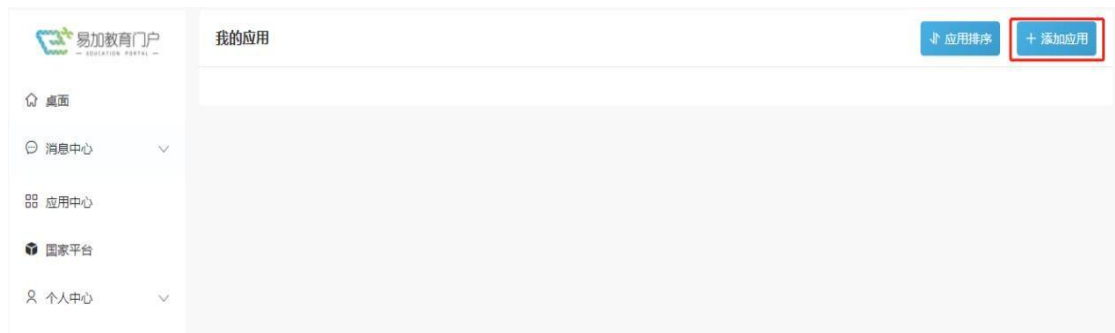 易加教育门户
— EDUCATION PORTAL —
我的应用
应用排序
+ 添加应用
桌面
消息中心
应用中心
国家平台
个人中心